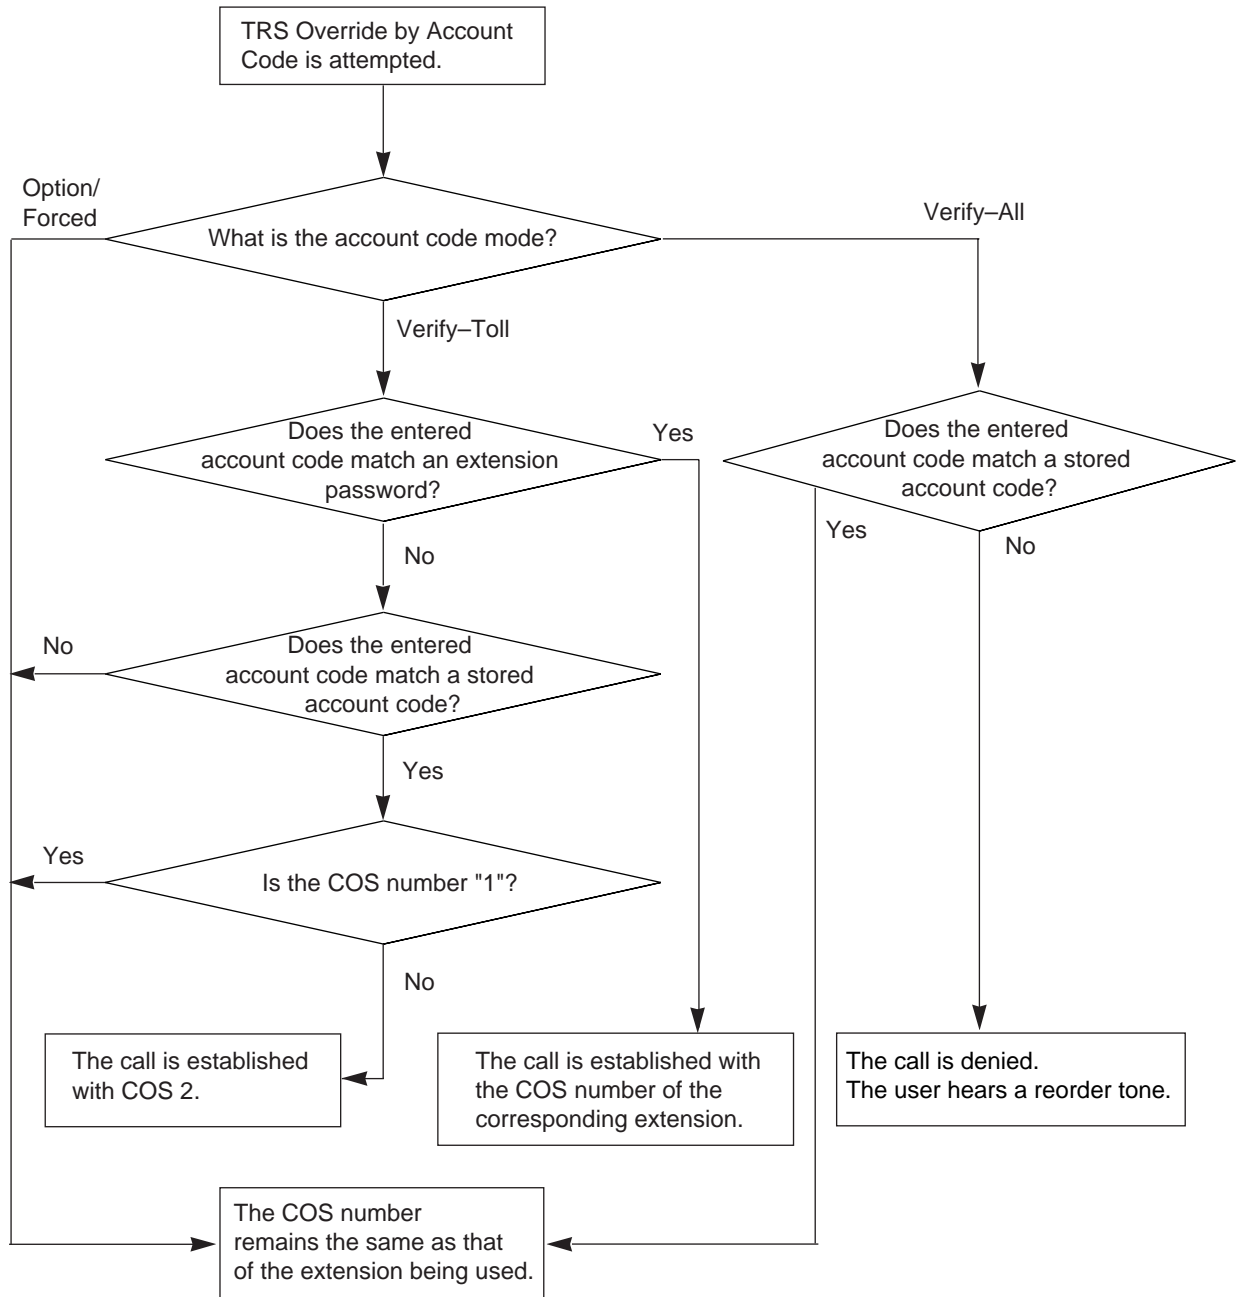 TRS Override by Account
Code is attempted.
Option/
Forced
Verify–All
What is the account code mode?
Verify–Toll
Does the entered
account code match an extension
password?
Yes
Does the entered
account code match a stored
account code?
Yes
No
No
No
Does the entered
account code match a stored
account code?
Yes
Yes
Is the COS number "1"?
No
The call is established
with COS 2.
The call is established with
the COS number of the
corresponding extension.
The call is denied.
The user hears a reorder tone.
The COS number
remains the same as that
of the extension being used.